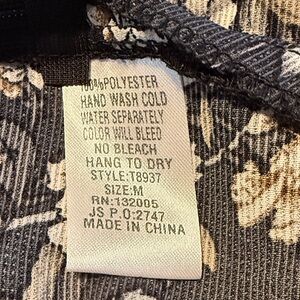 100%POLYESTER
HAND WASH COLD
WATER SEPARATELY
COLOR WILL BLEED
NO BLEACH
HANG TO DRY
STYLE:T8937
SIZE:M
RN:132005
JS P.O:2747
MADE IN CHINA